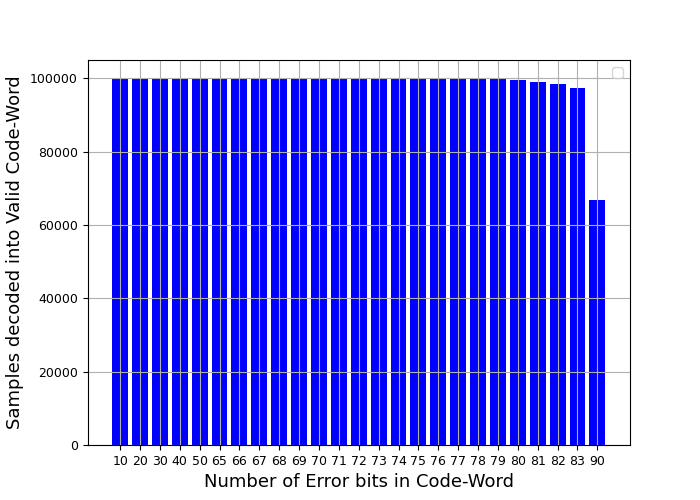 Samples decoded into Valid Code-Word
100000
80000
60000
40000
20000
0
10 20 30 40 50 65 66 67 68 69 70 71 72 73 74 75 76 77 78 79 80 81 82 83 90
Number of Error bits in Code-Word